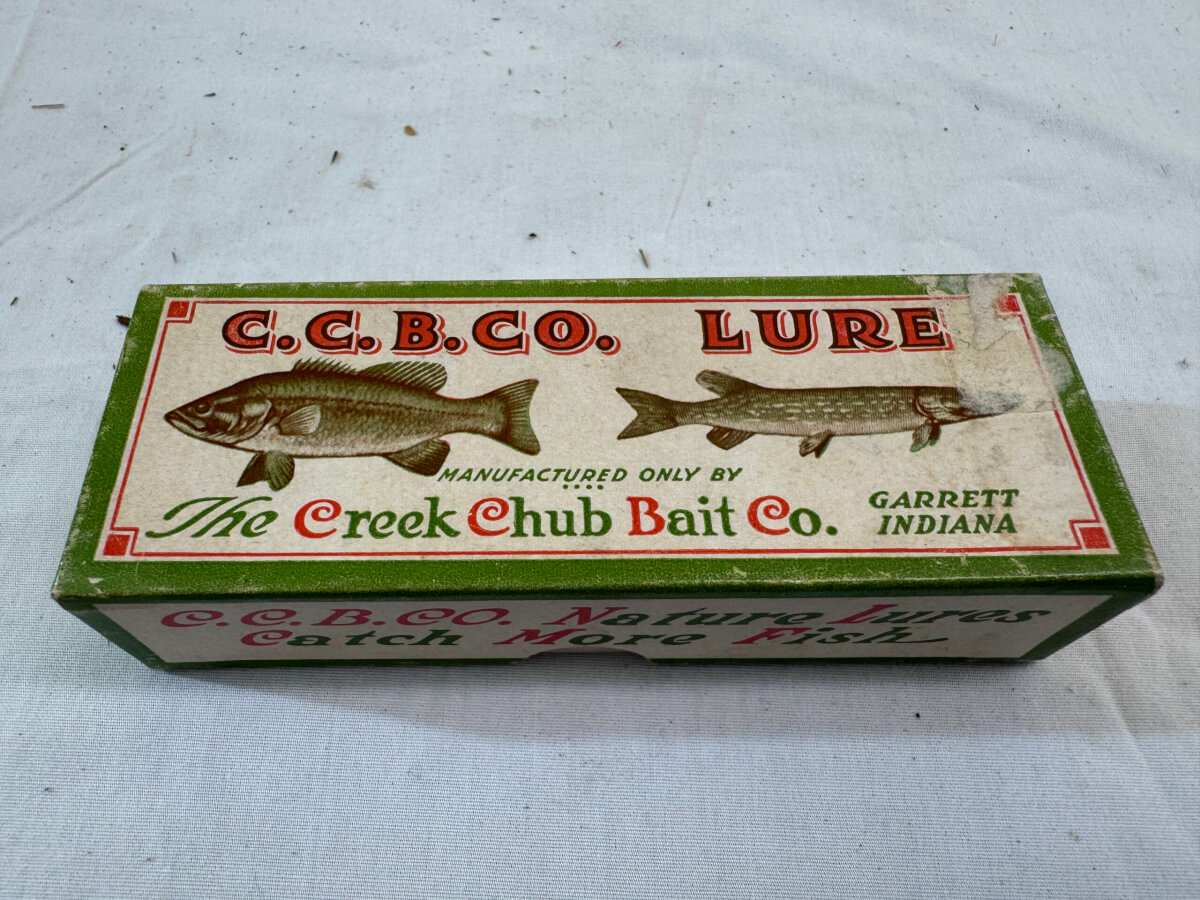 C.C.B.CO. LURE
MANUFACTURED ONLY BY
The Creek Chub Bait Co.
GARRETT
INDIANA
C.C.B.CO. Nature Lures
Catch More Fish